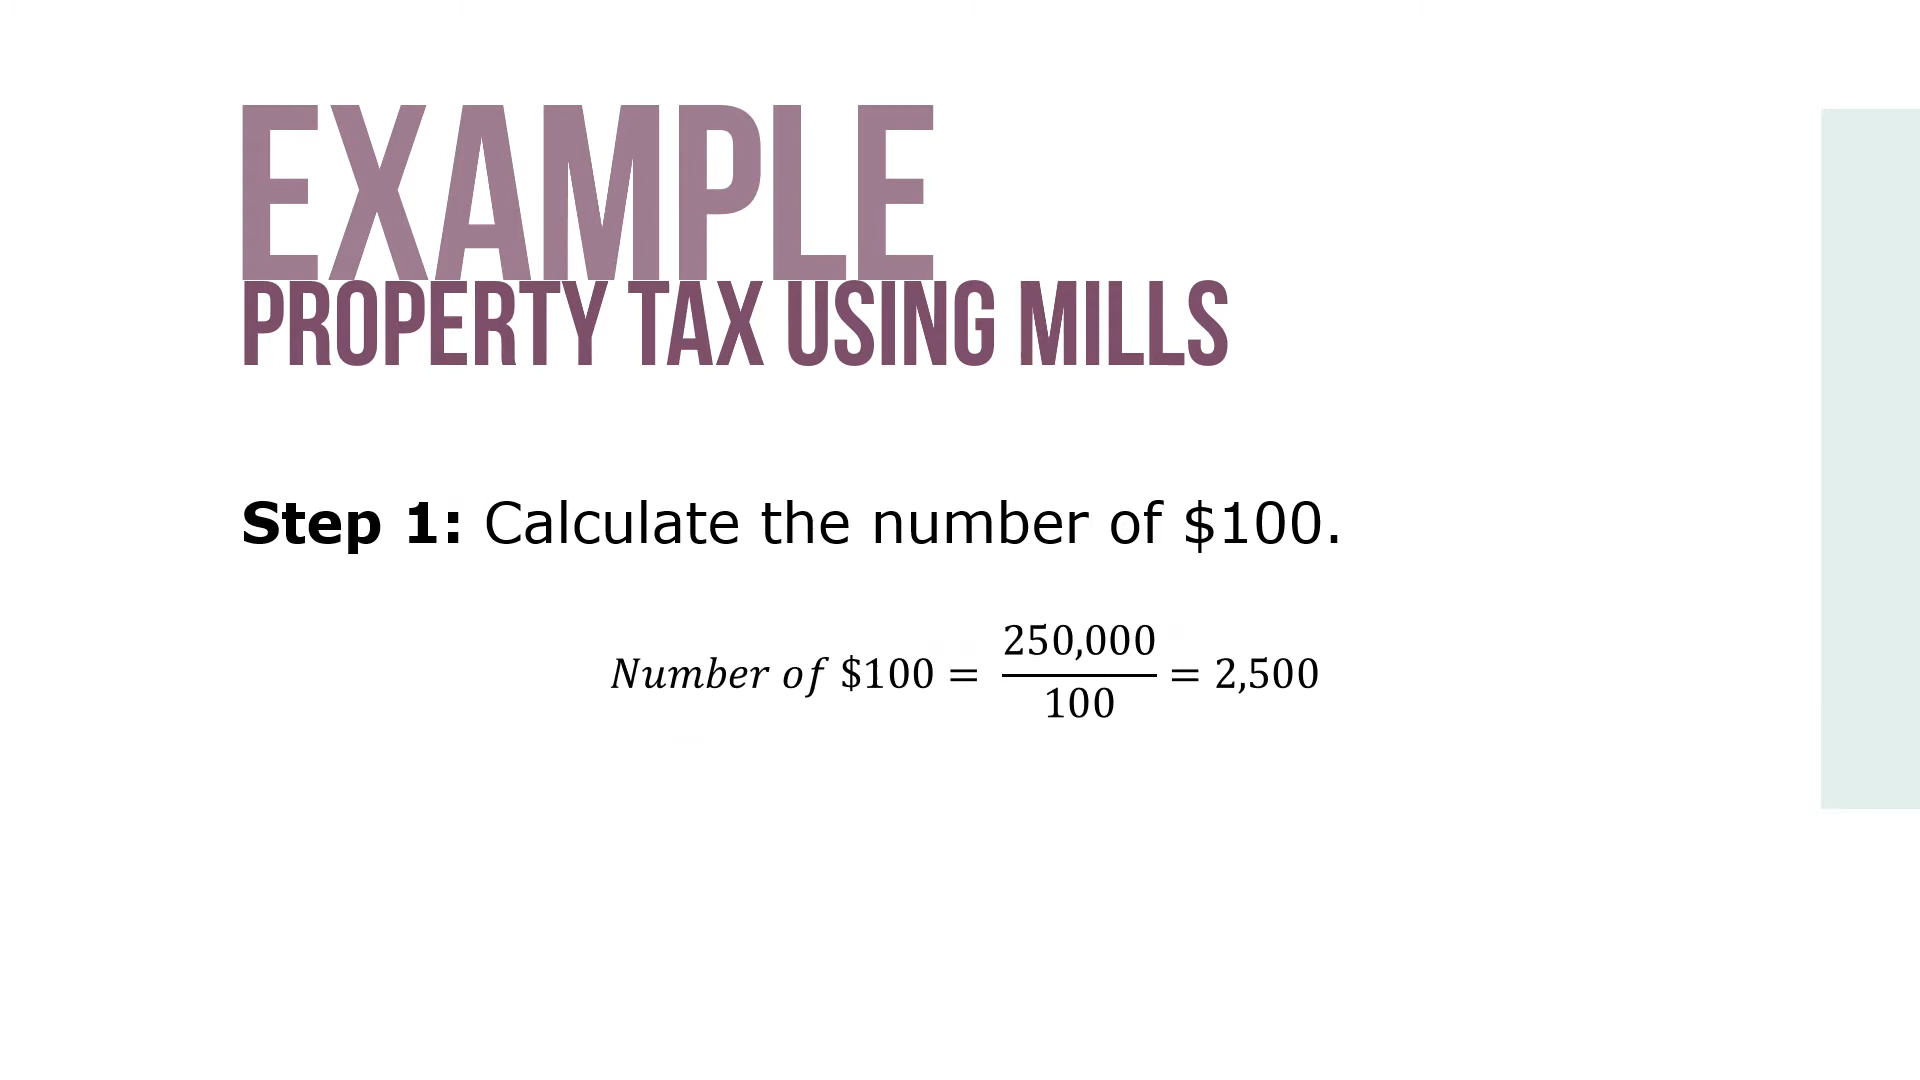 EXAMPLE
PROPERTY TAX USING MILLS
Step 1: Calculate the number of $100.
Number of $100 = 250,000/100 = 2,500